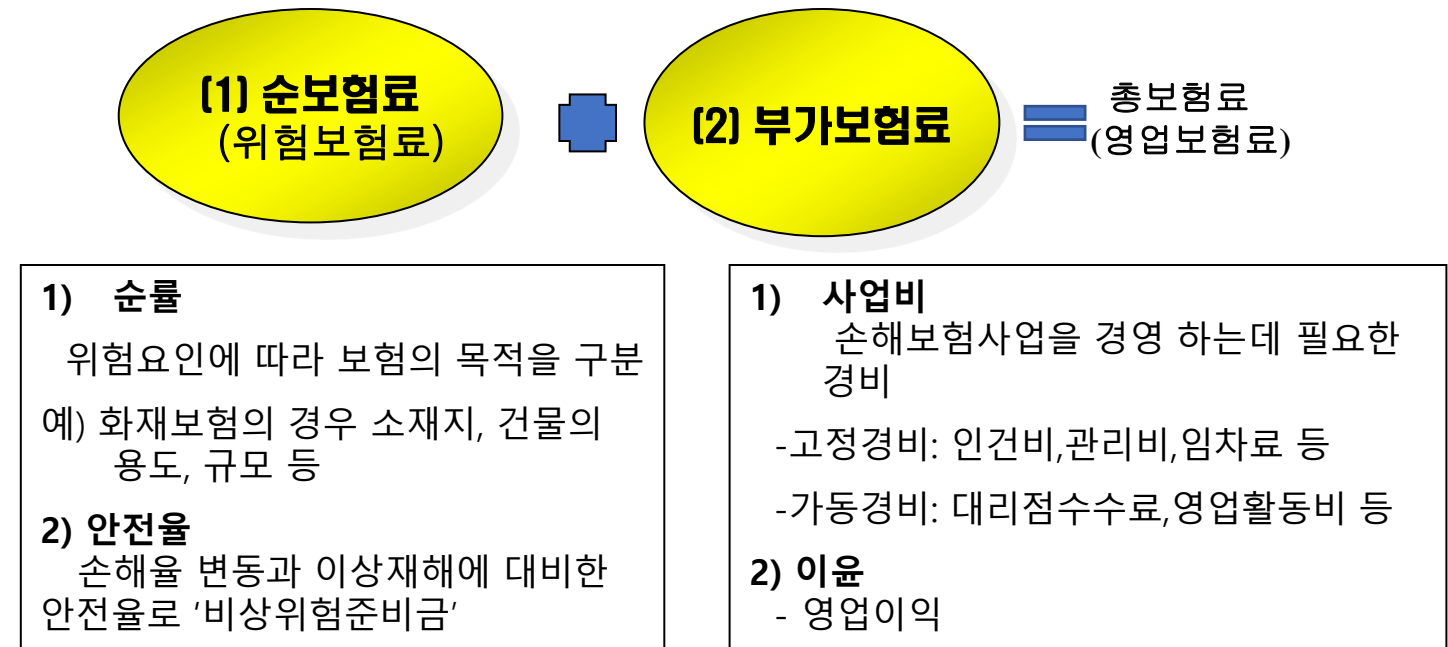 (1) 순보험료
(위험보험료)
(2) 부가보험료
총보험료
(영업보험료)
1) 순률
위험요인에 따라 보험의 목적을 구분
예) 화재보험의 경우 소재지, 건물의
용도, 규모 등
2) 안전율
손해율 변동과 이상재해에 대비한
안전율로 '비상위험준비금'
1) 사업비
손해보험사업을 경영 하는데 필요한
경비
-고정경비: 인건비,관리비,임차료 등
-가동경비: 대리점수수료,영업활동비 등
2) 이윤
- 영업이익